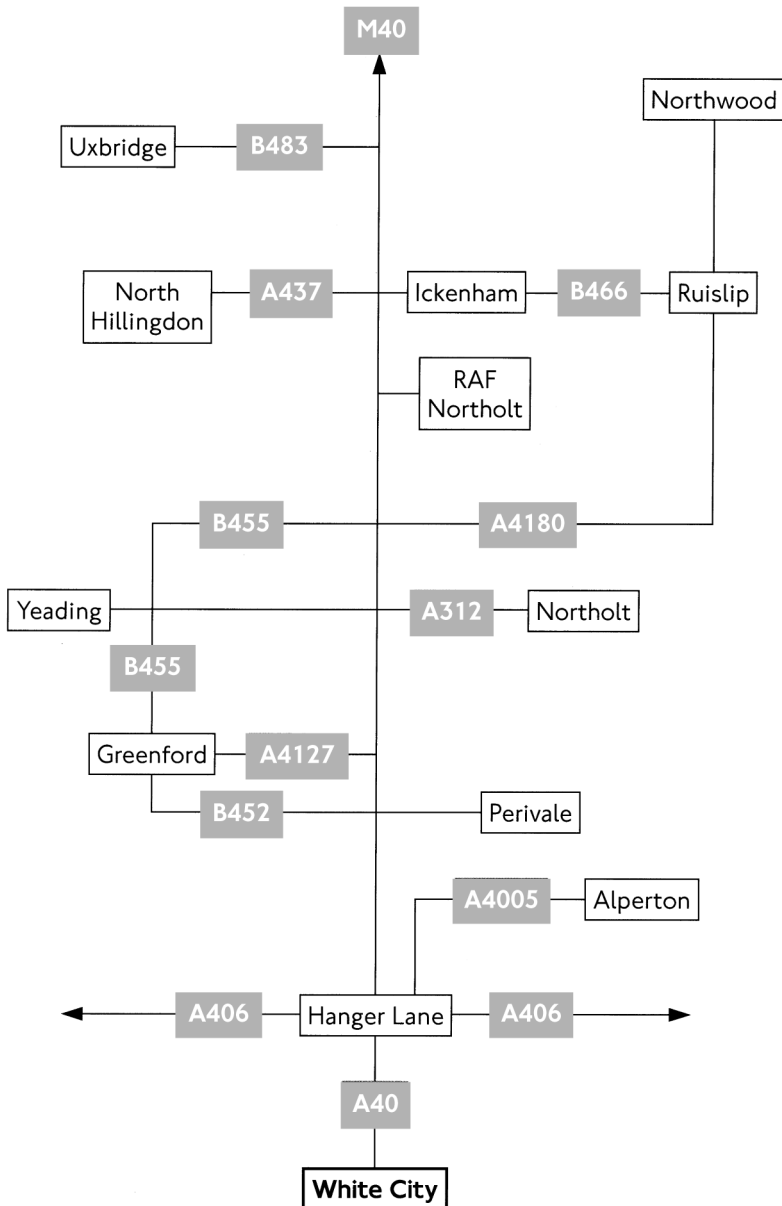 M40
Northwood
Uxbridge
B483
North
Hillingdon
A437
Ickenham
B466
Ruislip
RAF
Northolt
B455
A4180
Yeading
A312
Northolt
B455
Greenford
A4127
B452
Perivale
A4005
Alperton
A406
Hanger Lane
A406
A40
White City